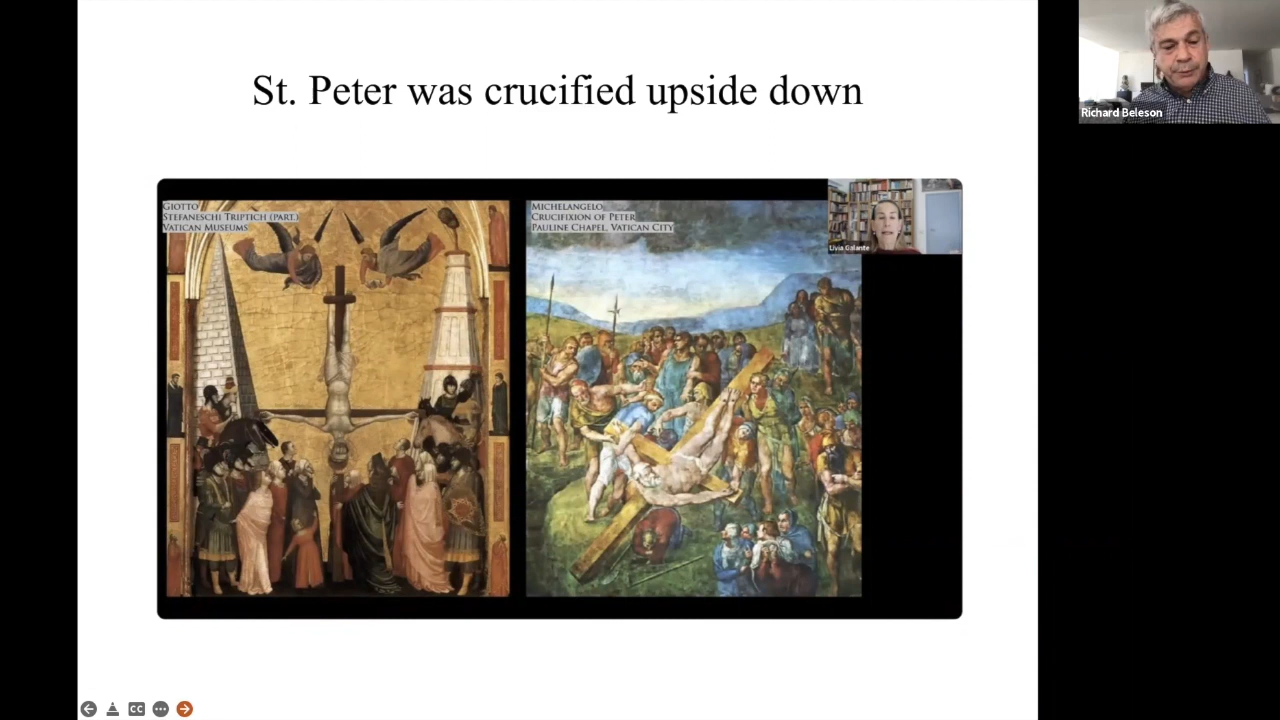 St. Peter was crucified upside down
GIOTTO
STEFANESCHI TRIPTICH (PART.)
VATICAN MUSEUMS
MICHELANGELO
CRUCIFIXION OF PETER
PAULINE CHAPEL, VATICAN CITY
Livia Galante
Richard Beleson
CC